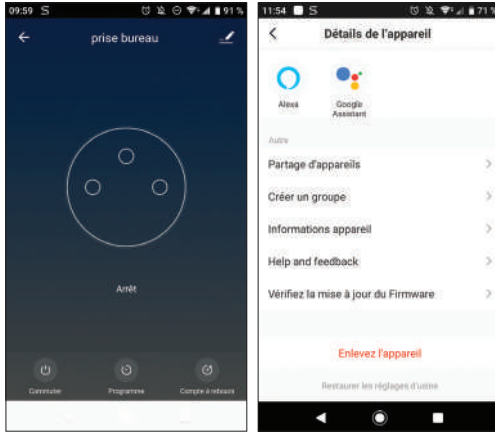 09:59 S 91 %
prise bureau
Arrêt
Commuter Programme Compte à rebours
11:54 S 71 %
Détails de l'appareil
Alexa Google
Assistant
Autre
Partage d'appareils
Créer un groupe
Informations appareil
Help and feedback
Vérifiez la mise à jour du Firmware
Enlevez l'appareil
Restaurer les réglages d'usine